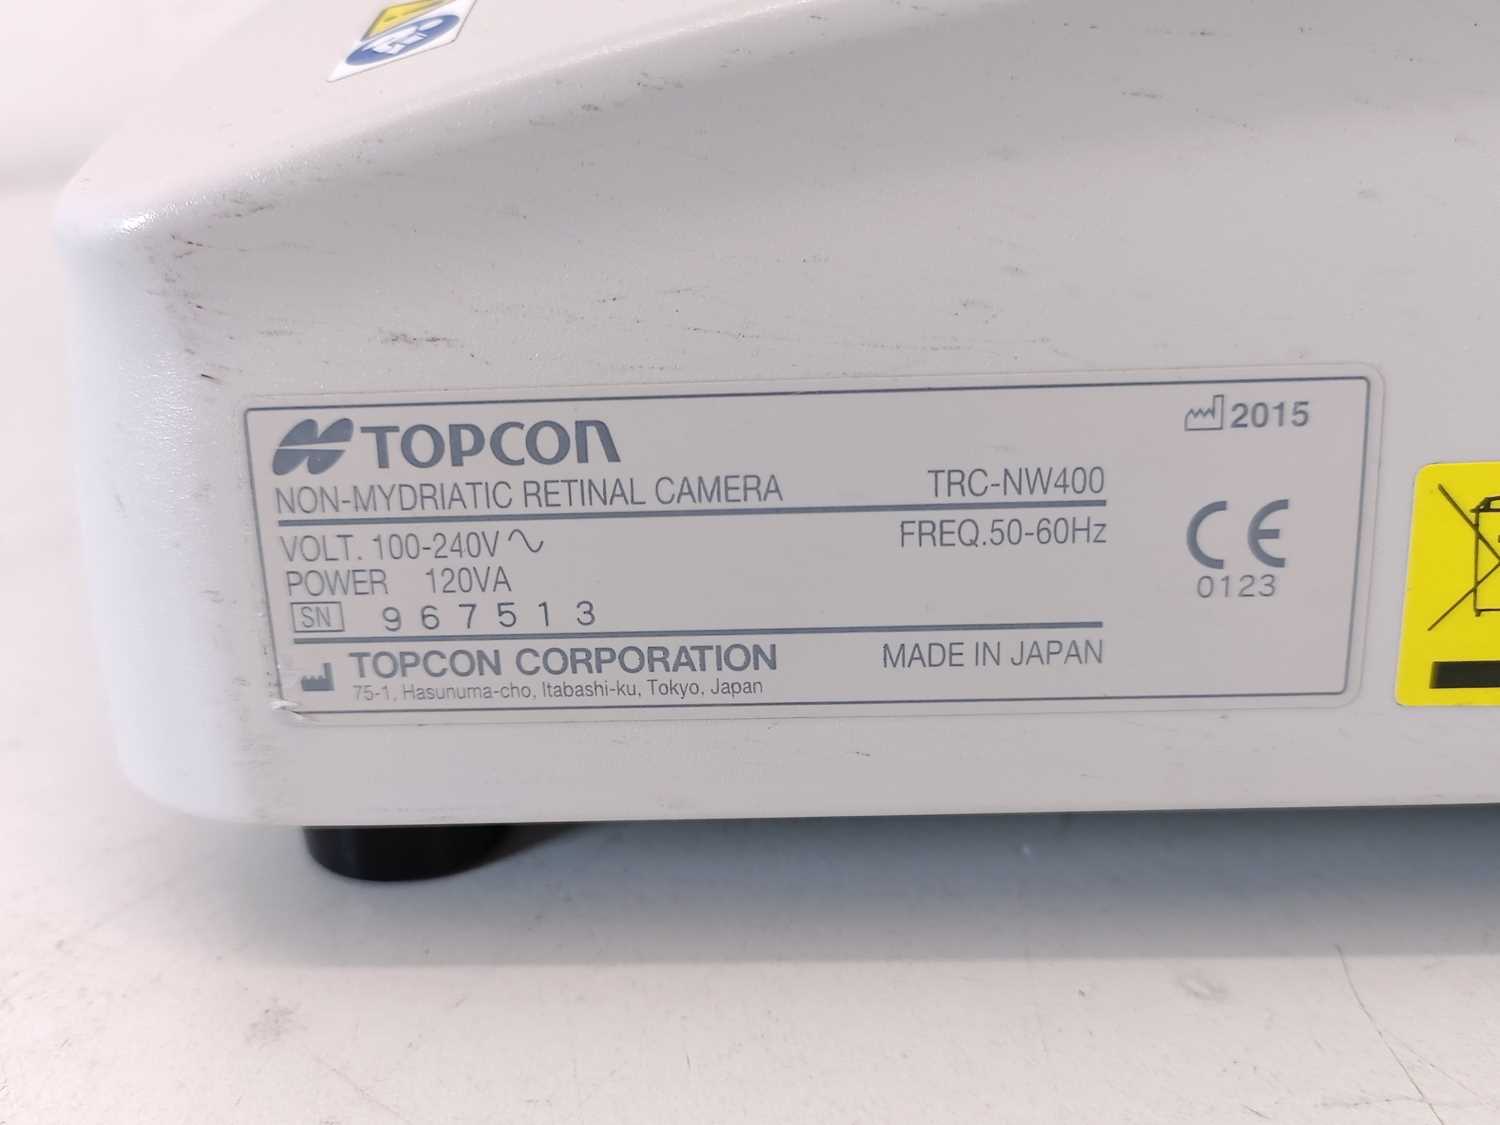 TOPCON
2015
NON-MYDRIATIC RETINAL CAMERA TRC-NW400
VOLT. 100-240V FREQ.50-60Hz
CE
0123
POWER 120VA
SN 967513
TOPCON CORPORATION MADE IN JAPAN
75-1, Hasunuma-cho, Itabashi-ku, Tokyo, Japan